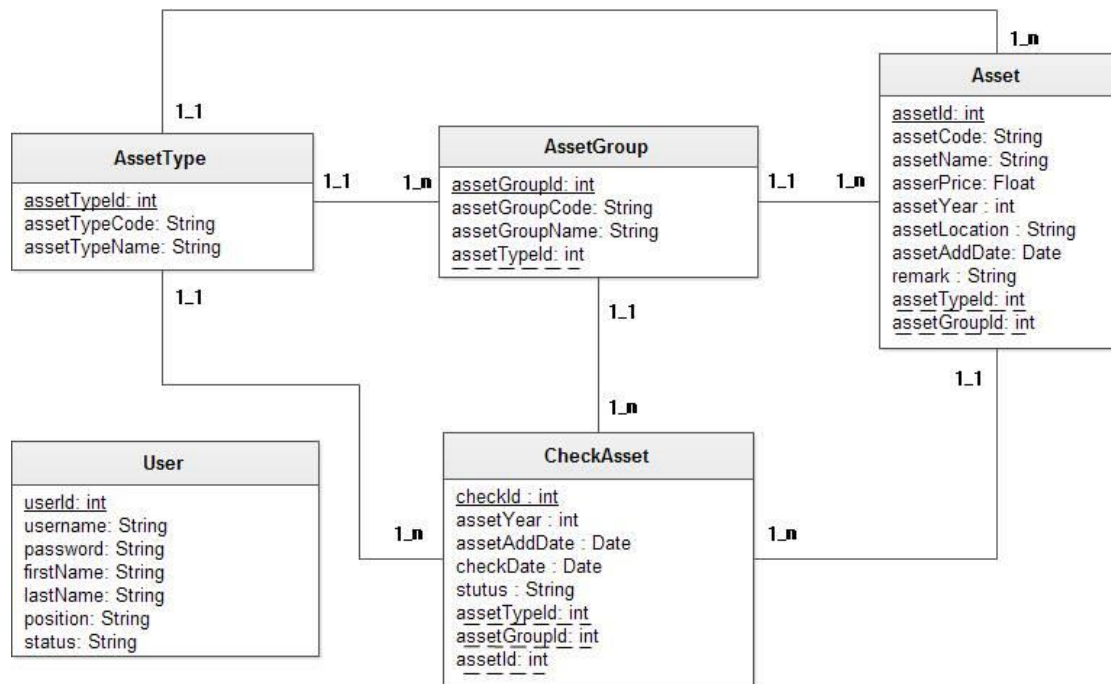 1_n
Asset
assetId: int
assetCode: String
assetName: String
asserPrice: Float
assetYear : int
assetLocation : String
assetAddDate: Date
remark : String
assetTypeId: int
assetGroupId: int
1_1
AssetType
assetTypeId: int
assetTypeCode: String
assetTypeName: String
1_1
1_n
AssetGroup
assetGroupId: int
assetGroupCode: String
assetGroupName: String
assetTypeId: int
1_1
1_n
1_1
1_1
1_1
1_n
User
userId: int
username: String
password: String
firstName: String
lastName: String
position: String
status: String
1_n
CheckAsset
checkId : int
assetYear : int
assetAddDate : Date
checkDate : Date
stutus : String
assetTypeId: int
assetGroupId: int
assetId: int
1_n